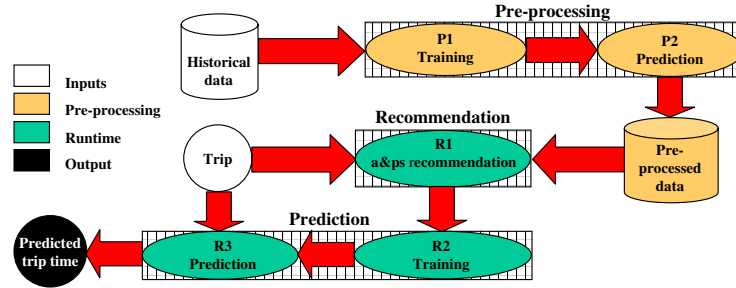 Pre-processing
P1
Training
P2
Prediction
Historical
data
Inputs
Pre-processing
Runtime
Output
Recommendation
R1
a&ps recommendation
Trip
Pre-
processed
data
Prediction
Predicted
trip time
R3
Prediction
R2
Training